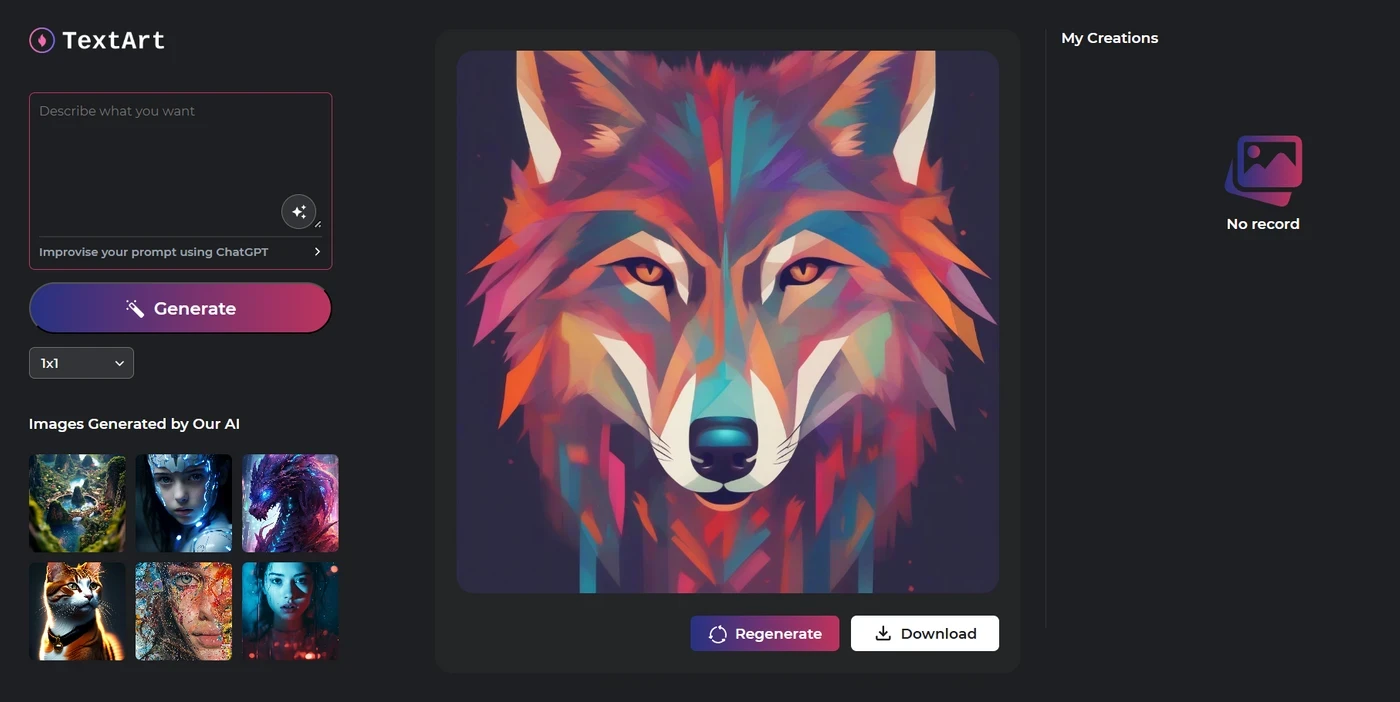 TextArt
Describe what you want
Improvise your prompt using ChatGPT
Generate
1x1
Images Generated by Our AI
Regenerate
Download
My Creations
No record